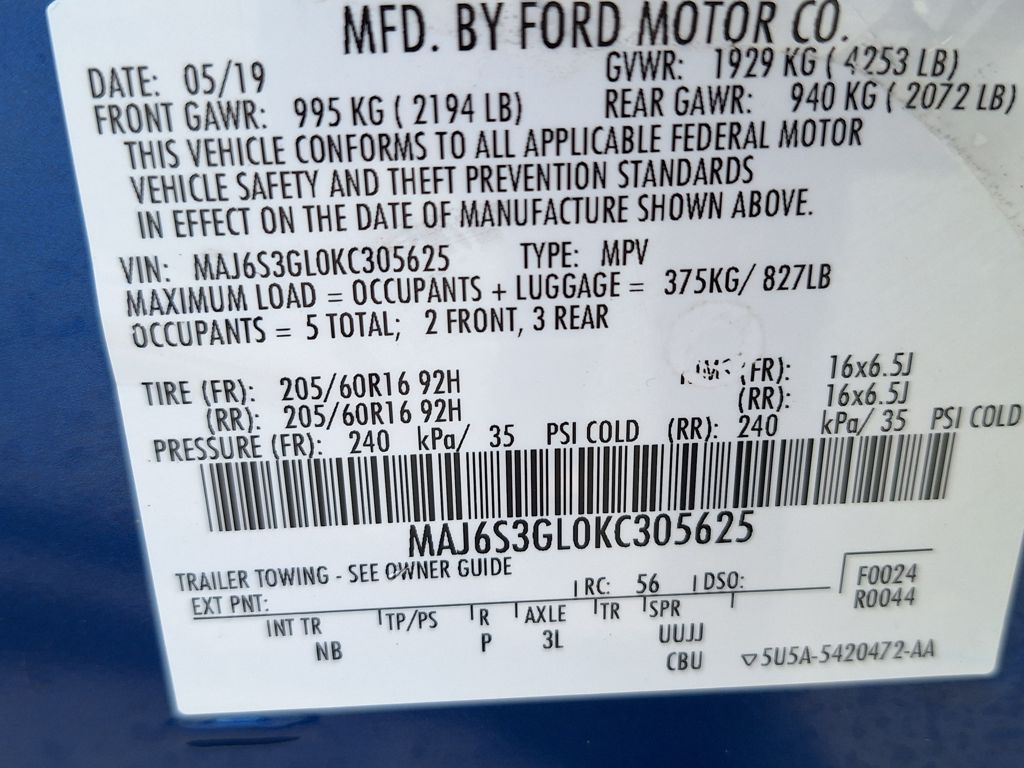 MFD. BY FORD MOTOR CO.
DATE: 05/19 GVWR: 1929 KG ( 4253 LB)
FRONT GAWR: 995 KG ( 2194 LB) REAR GAWR: 940 KG ( 2072 LB)
THIS VEHICLE CONFORMS TO ALL APPLICABLE FEDERAL MOTOR
VEHICLE SAFETY AND THEFT PREVENTION STANDARDS
IN EFFECT ON THE DATE OF MANUFACTURE SHOWN ABOVE.
VIN: MAJ6S3GL0KC305625 TYPE: MPV
MAXIMUM LOAD = OCCUPANTS + LUGGAGE = 375KG/ 827LB
OCCUPANTS = 5 TOTAL; 2 FRONT, 3 REAR
TIRE (FR): 205/60R16 92H (FR): 16x6.5J
(RR): 205/60R16 92H (RR): 16x6.5J
PRESSURE (FR): 240 kPa/ 35 PSI COLD (RR): 240 kPa/ 35 PSI COLD
MAJ6S3GL0KC305625
TRAILER TOWING - SEE OWNER GUIDE
EXT PNT: RC: 56 DSO: F0024
R0044
INT TR TP/PS R AXLE TR SPR
NB P 3L UUJJ
CBU 5U5A-5420472-AA